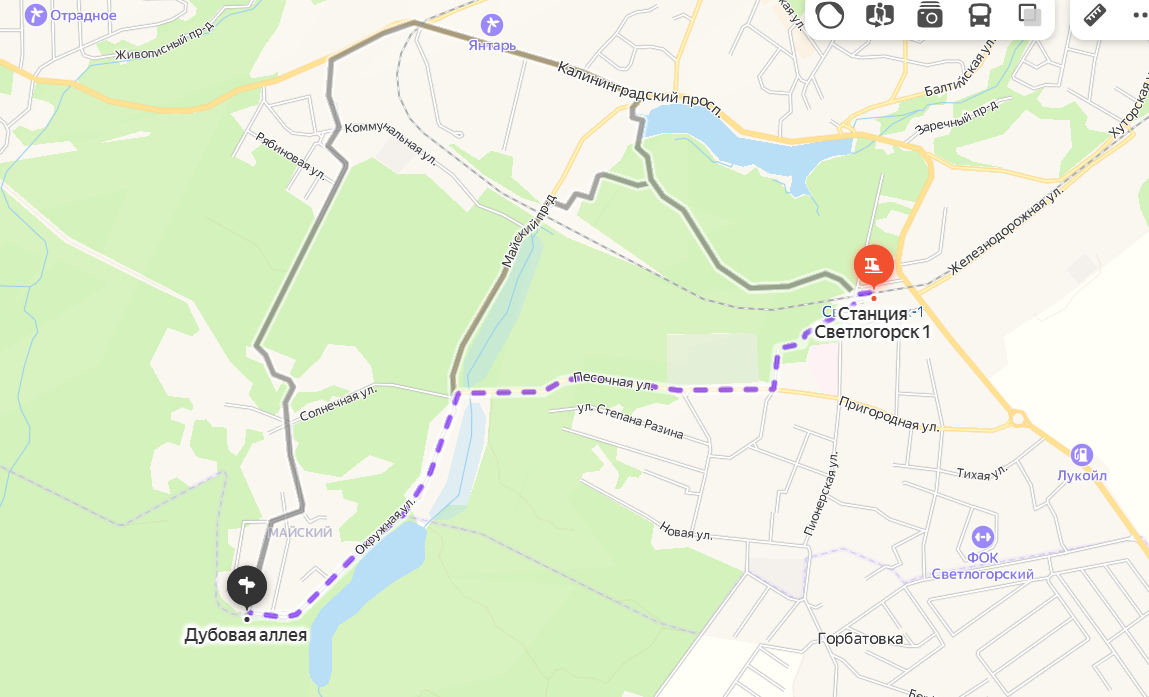 Отрадное
Живописный пр-д
Янтарь
Калининградский просп.
Балтийская ул.
Заречный пр-д
Хуторская
Коммунальная ул.
Рябиновая ул.
Майский пр-д
Железнодорожная ул.
Станция
Светлогорск 1
-1
Песочная ул.
Солнечная ул.
ул. Степана Разина
Пригородная ул.
Лукойл
Тихая ул.
Пионерская ул.
Окружная ул.
МАЙСКИЙ
Новая ул.
ФОК
Светлогорский
Дубовая аллея
Горбатовка